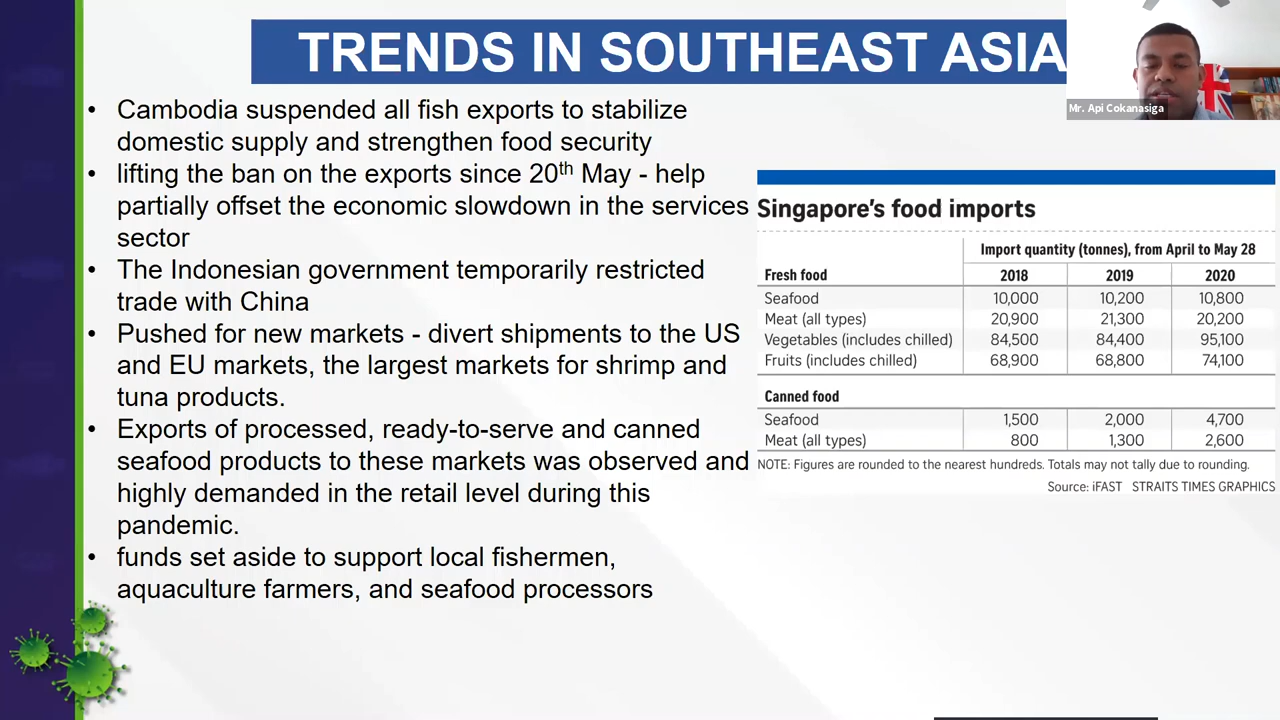 TRENDS IN SOUTHEAST ASIA
Mr. Api Cokanasiga
• Cambodia suspended all fish exports to stabilize
domestic supply and strengthen food security
• lifting the ban on the exports since 20th May - help
partially offset the economic slowdown in the services
sector
• The Indonesian government temporarily restricted
trade with China
• Pushed for new markets - divert shipments to the US
and EU markets, the largest markets for shrimp and
tuna products.
• Exports of processed, ready-to-serve and canned
seafood products to these markets was observed and
highly demanded in the retail level during this
pandemic.
• funds set aside to support local fishermen,
aquaculture farmers, and seafood processors
Singapore's food imports
Import quantity (tonnes), from April to May 28
Fresh food 2018 2019 2020
Seafood 10,000 10,200 10,800
Meat (all types) 20,900 21,300 20,200
Vegetables (includes chilled) 84,500 84,400 95,100
Fruits (includes chilled) 68,900 68,800 74,100
Canned food
Seafood 1,500 2,000 4,700
Meat (all types) 800 1,300 2,600
NOTE: Figures are rounded to the nearest hundreds. Totals may not tally due to rounding.
Source: iFAST STRAITS TIMES GRAPHICS